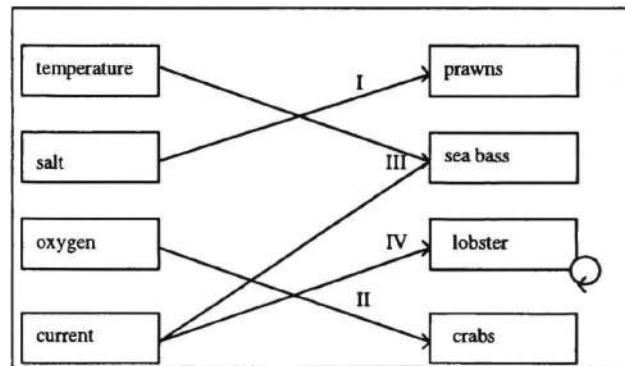 temperature
I
prawns
salt
III
sea bass
oxygen
IV
lobster
current
II
crabs